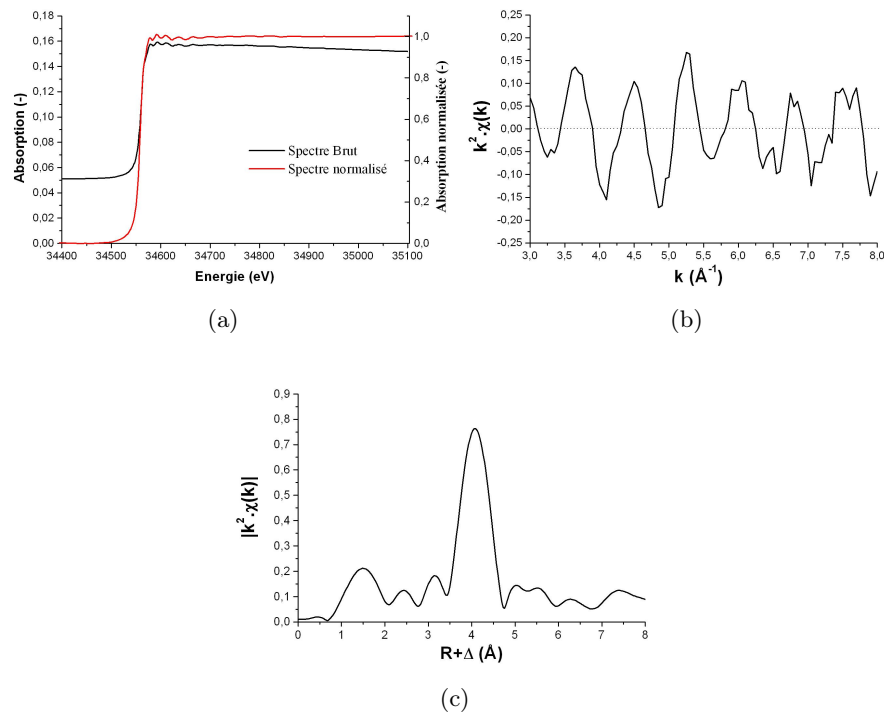 0,18
0,16
0,14
0,12
0,10
0,08
0,06
0,04
0,02
0,00
Absorption (-)
34400 34500 34600 34700 34800 34900 35000 35100
Energie (eV)
1,0
0,8
0,6
0,4
0,2
0,0
Absorption normalisée (-)
Spectre Brut
Spectre normalisé
(a)
0,25
0,20
0,15
0,10
0,05
0,00
-0,05
-0,10
-0,15
-0,20
-0,25
k².χ(k)
3,0 3,5 4,0 4,5 5,0 5,5 6,0 6,5 7,0 7,5 8,0
k (Å⁻¹)
(b)
0,9
0,8
0,7
0,6
0,5
0,4
0,3
0,2
0,1
0,0
|k².χ(k)|
0 1 2 3 4 5 6 7 8
R+Δ (Å)
(c)